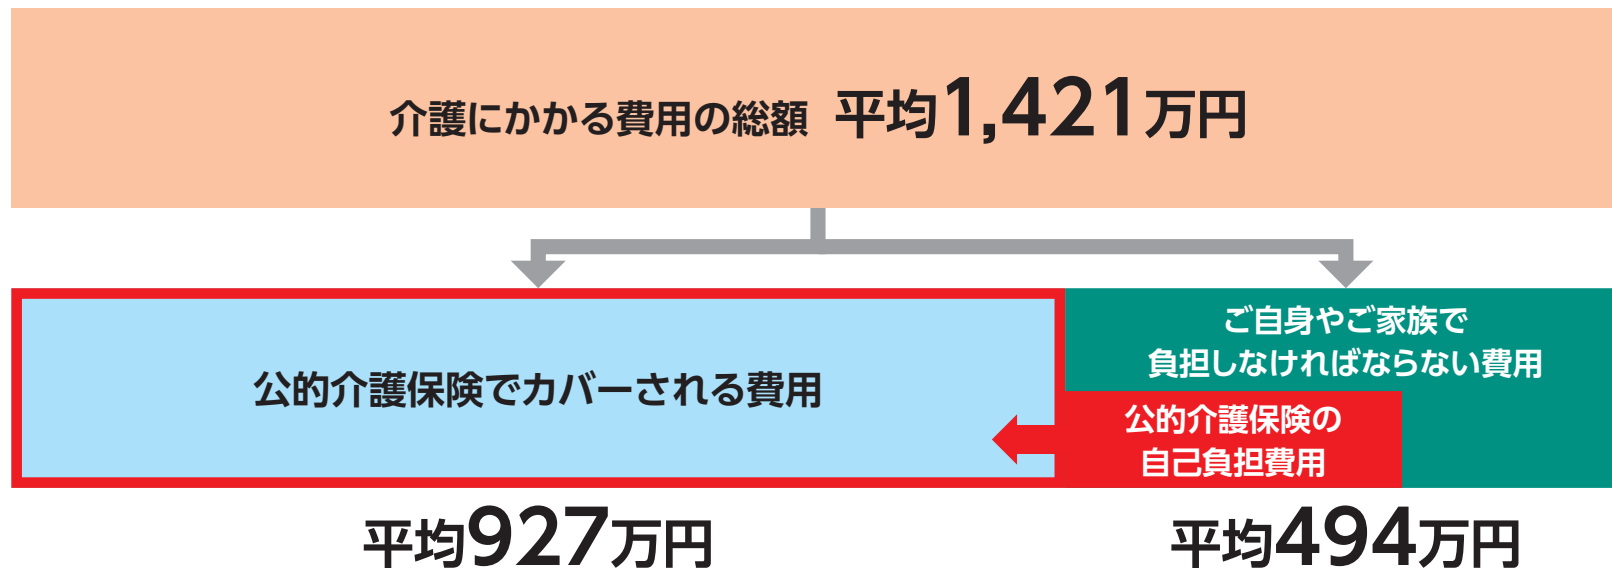 介護にかかる費用の総額 平均1,421万円
公的介護保険でカバーされる費用
ご自身やご家族で
負担しなければならない費用
公的介護保険の
自己負担費用
平均927万円
平均494万円